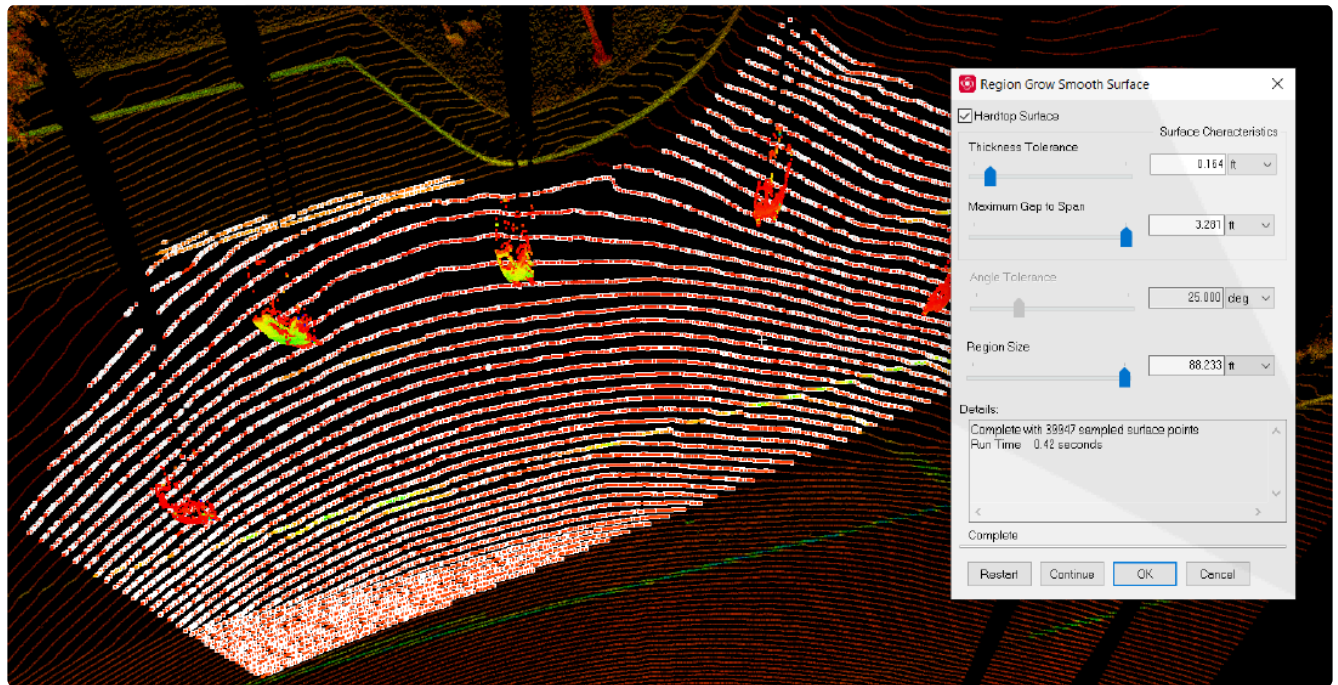 Region Grow Smooth Surface
Hardtop Surface
Surface Characteristics
Thickness Tolerance
0.164 ft
Maximum Gap to Span
3.281 ft
Angle Tolerance
25.000 deg
Region Size
88.233 ft
Details:
Complete with 39947 sampled surface points
Run Time 0.42 seconds
Complete
Restart Continue OK Cancel